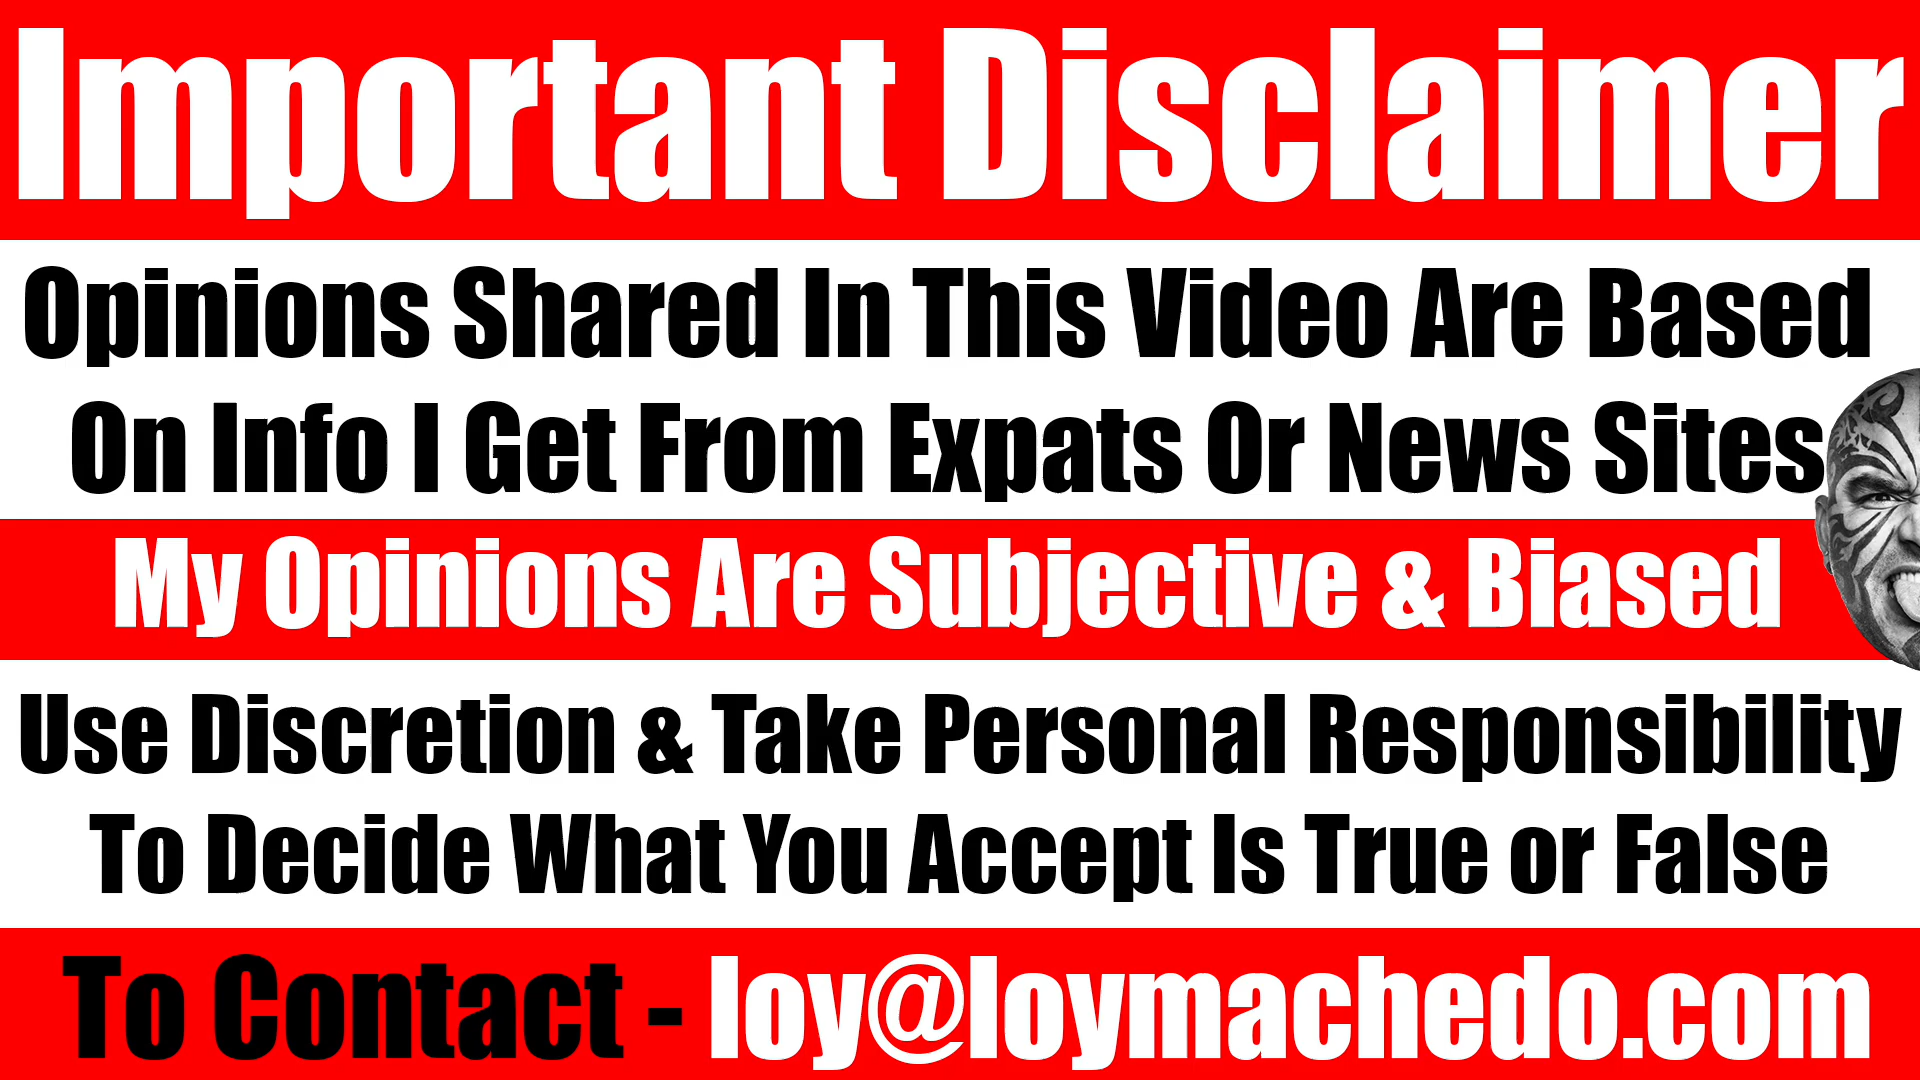 Important Disclaimer
Opinions Shared In This Video Are Based
On Info I Get From Expats Or News Sites
My Opinions Are Subjective & Biased
Use Discretion & Take Personal Responsibility
To Decide What You Accept Is True or False
To Contact - loy@loymachedo.com